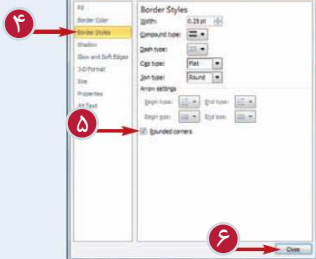 Fill
Border Color
Border Styles
Shadow
Glow and Soft Edges
3-D Format
Size
Properties
Alt Text
Border Styles
Width: 0.25 pt
Compound type:
Dash type:
Cap type: Flat
Join type: Round
Arrow settings
Begin type: End type:
Begin size: End size:
Rounded corners
Close
۴
۵
۶